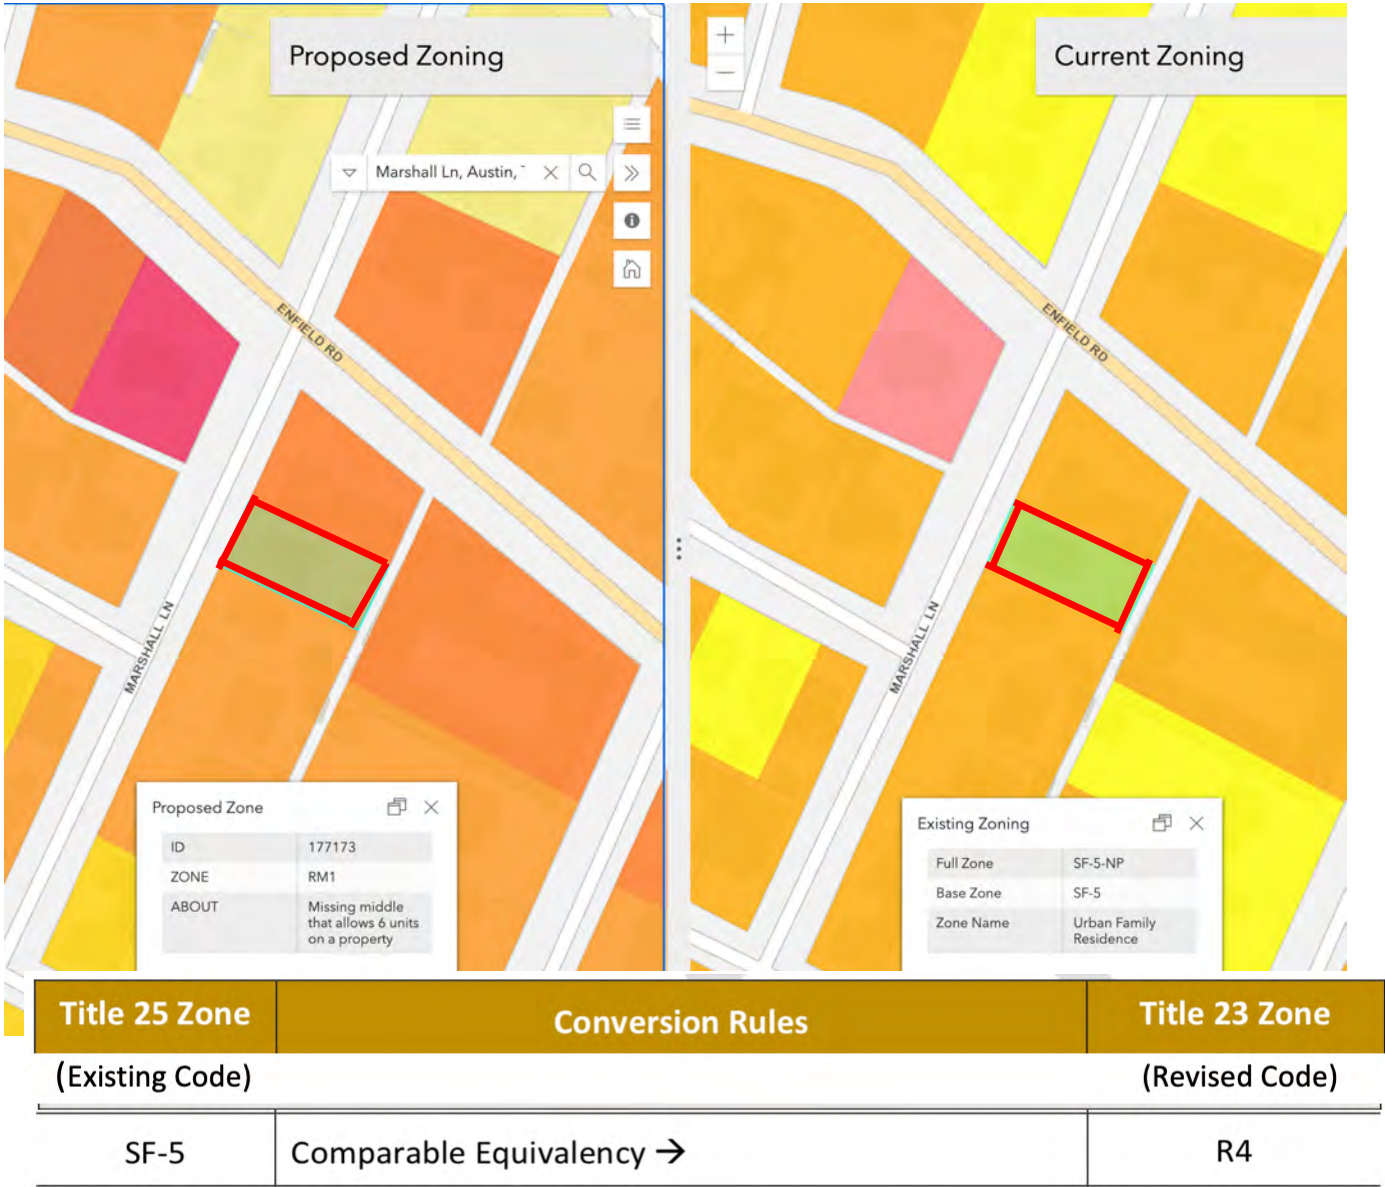 Proposed Zoning
Marshall Ln, Austin,
ENFIELD RD
MARSHALL LN
Proposed Zone
ID 177173
ZONE RM1
ABOUT Missing middle
that allows 6 units
on a property
Current Zoning
ENFIELD RD
MARSHALL LN
Existing Zoning
Full Zone SF-5-NP
Base Zone SF-5
Zone Name Urban Family
Residence
Title 25 Zone Conversion Rules Title 23 Zone
(Existing Code) (Revised Code)
SF-5 Comparable Equivalency → R4